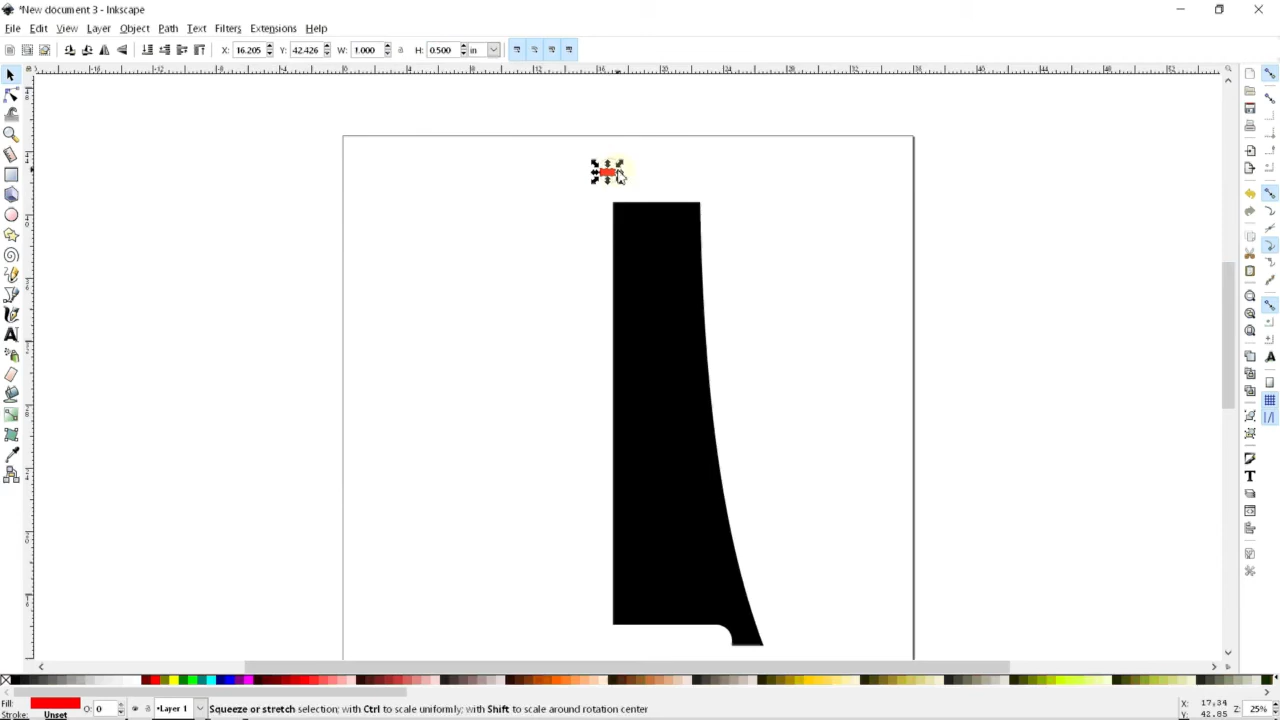 *New document 3 - Inkscape
File Edit View Layer Object Path Text Filters Extensions Help
X: 16.205 Y: 42.426 W: 1.000 H: 0.500 in
Fill:
Stroke: Unset
O: 0
•Layer 1
Squeeze or stretch selection; with Ctrl to scale uniformly; with Shift to scale around rotation center
X: 17.34
Y: 42.85
Z: 25%